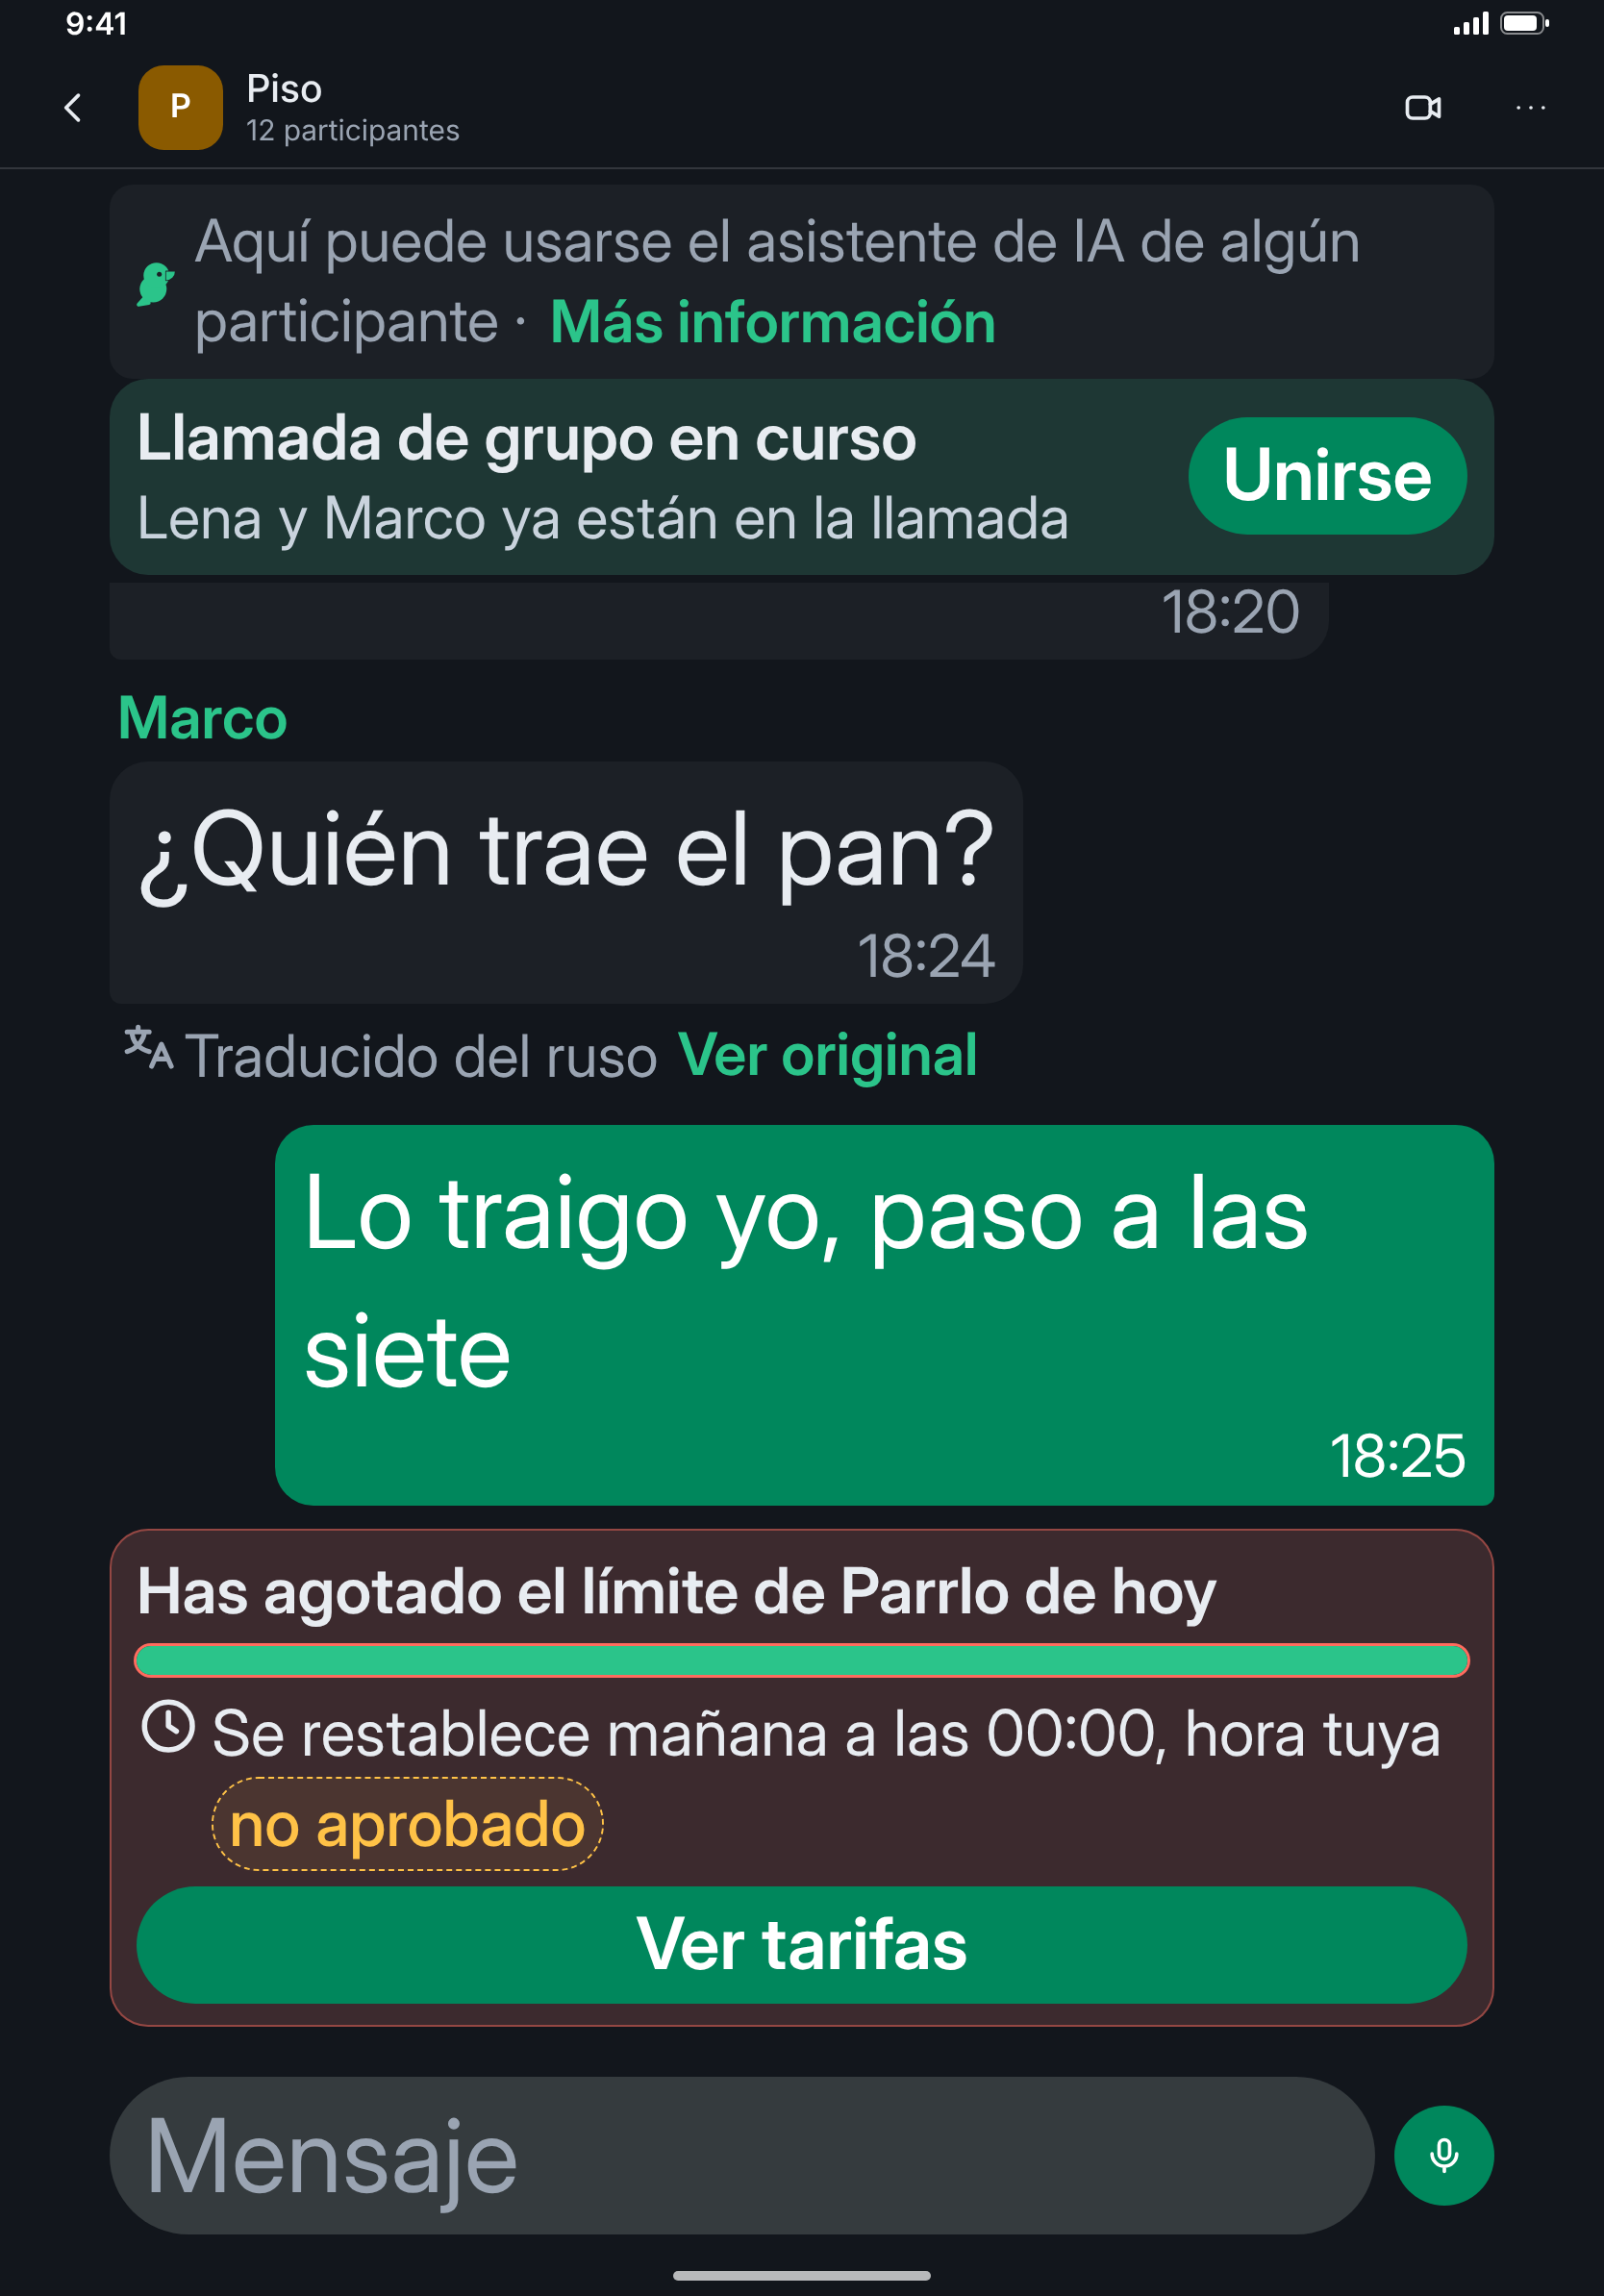 9:41
P
Piso
12 participantes
Aquí puede usarse el asistente de IA de algún
participante · Más información
Llamada de grupo en curso
Lena y Marco ya están en la llamada
Unirse
18:20
Marco
¿Quién trae el pan?
18:24
Traducido del ruso Ver original
Lo traigo yo, paso a las
siete
18:25
Has agotado el límite de Parrlo de hoy
Se restablece mañana a las 00:00, hora tuya
no aprobado
Ver tarifas
Mensaje